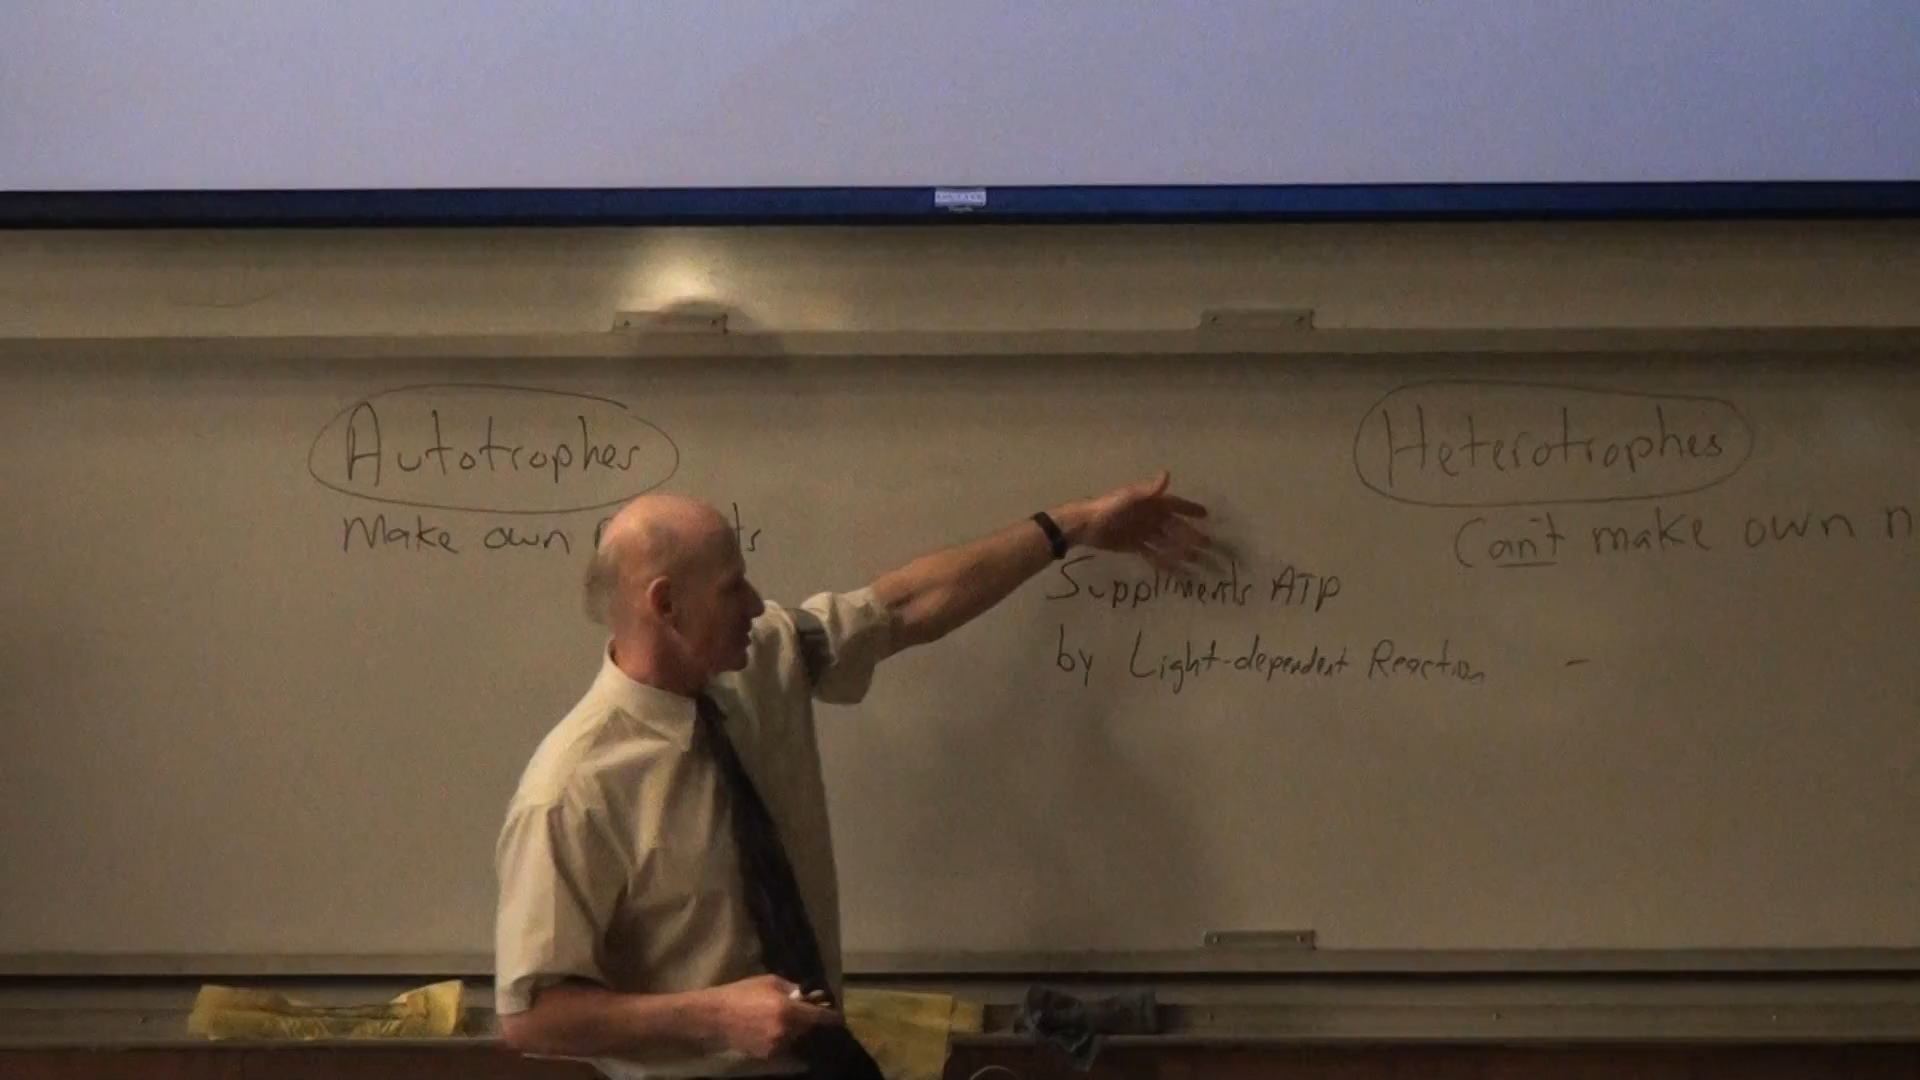 Autotrophes
Make own
Heterotrophes
Can't make own n
Suppliments ATP
by Light-dependent Reaction -